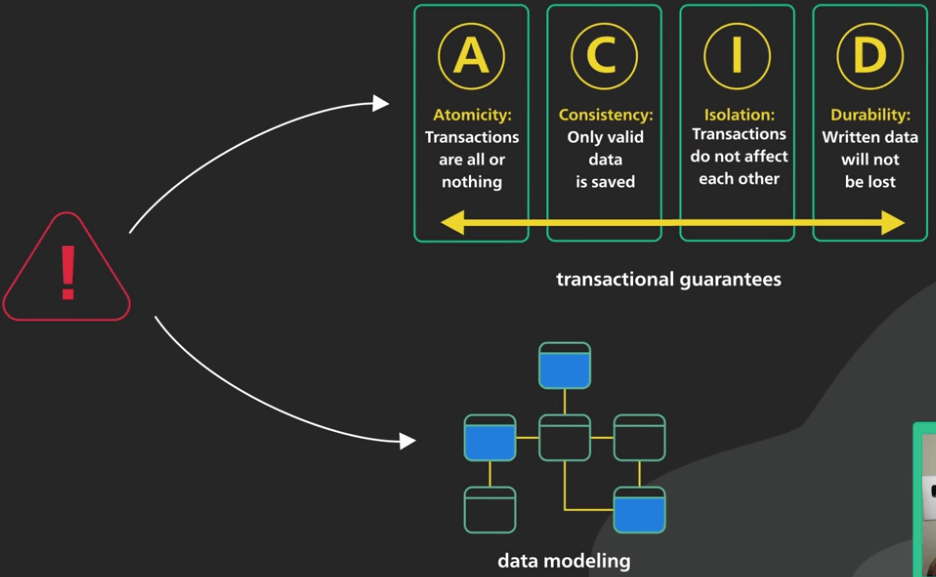 A
Atomicity:
Transactions
are all or
nothing
C
Consistency:
Only valid
data
is saved
I
Isolation:
Transactions
do not affect
each other
D
Durability:
Written data
will not
be lost
transactional guarantees
!
data modeling